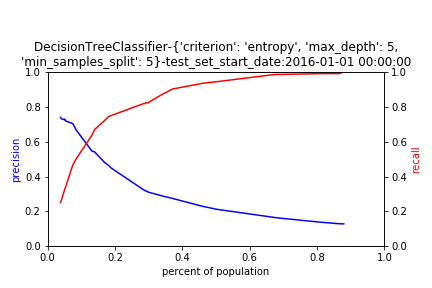 DecisionTreeClassifier-{'criterion': 'entropy', 'max_depth': 5,
'min_samples_split': 5}-test_set_start_date:2016-01-01 00:00:00
1.0
0.8
0.6
0.4
0.2
0.0
precision
1.0
0.8
0.6
0.4
0.2
0.0
recall
0.0 0.2 0.4 0.6 0.8 1.0
percent of population